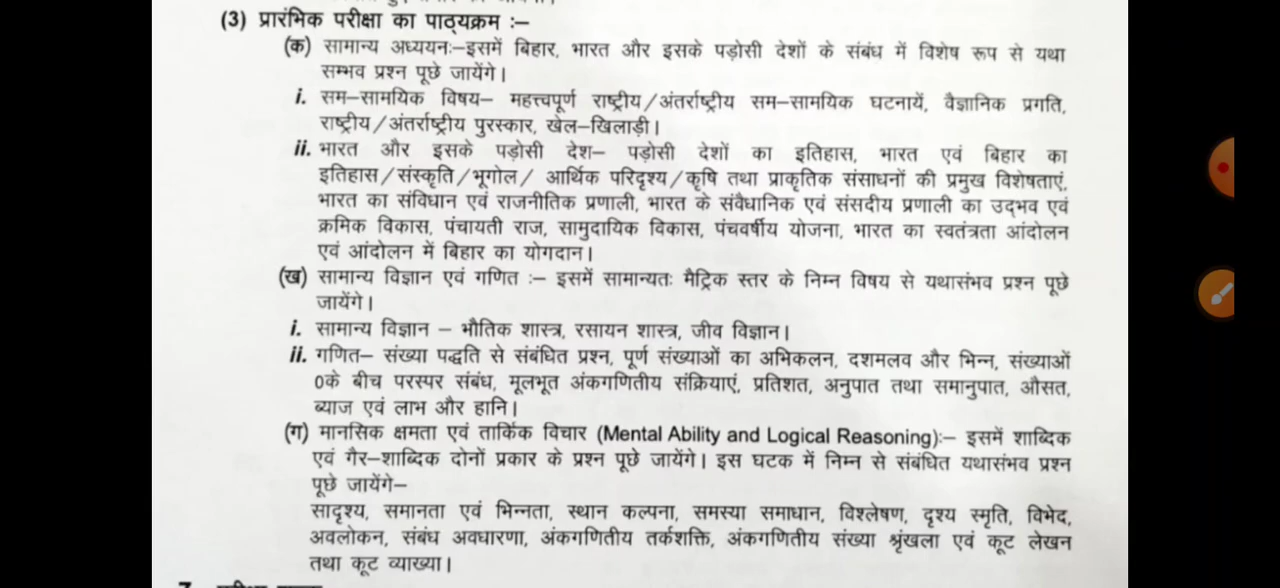 (3) प्रारंभिक परीक्षा का पाठ्यक्रम :–
(क) सामान्य अध्ययनः–इसमें बिहार, भारत और इसके पड़ोसी देशों के संबंध में विशेष रूप से यथा
सम्भव प्रश्न पूछे जायेंगे।
i. सम–सामयिक विषय– महत्त्वपूर्ण राष्ट्रीय/अंतर्राष्ट्रीय सम–सामयिक घटनायें, वैज्ञानिक प्रगति,
राष्ट्रीय/अंतर्राष्ट्रीय पुरस्कार, खेल–खिलाड़ी।
ii. भारत और इसके पड़ोसी देश– पड़ोसी देशों का इतिहास, भारत एवं बिहार का
इतिहास/संस्कृति/भूगोल/ आर्थिक परिदृश्य/कृषि तथा प्राकृतिक संसाधनों की प्रमुख विशेषताएं,
भारत का संविधान एवं राजनीतिक प्रणाली, भारत के संवैधानिक एवं संसदीय प्रणाली का उद्भव एवं
क्रमिक विकास, पंचायती राज, सामुदायिक विकास, पंचवर्षीय योजना, भारत का स्वतंत्रता आंदोलन
एवं आंदोलन में बिहार का योगदान।
(ख) सामान्य विज्ञान एवं गणित :– इसमें सामान्यतः मैट्रिक स्तर के निम्न विषय से यथासंभव प्रश्न पूछे
जायेंगे।
i. सामान्य विज्ञान – भौतिक शास्त्र, रसायन शास्त्र, जीव विज्ञान।
ii. गणित– संख्या पद्धति से संबंधित प्रश्न, पूर्ण संख्याओं का अभिकलन, दशमलव और भिन्न, संख्याओं
0के बीच परस्पर संबंध, मूलभूत अंकगणितीय संक्रियाएं, प्रतिशत, अनुपात तथा समानुपात, औसत,
ब्याज एवं लाभ और हानि।
(ग) मानसिक क्षमता एवं तार्किक विचार (Mental Ability and Logical Reasoning):– इसमें शाब्दिक
एवं गैर–शाब्दिक दोनों प्रकार के प्रश्न पूछे जायेंगे। इस घटक में निम्न से संबंधित यथासंभव प्रश्न
पूछे जायेंगे–
सादृश्य, समानता एवं भिन्नता, स्थान कल्पना, समस्या समाधान, विश्लेषण, दृश्य स्मृति, विभेद,
अवलोकन, संबंध अवधारणा, अंकगणितीय तर्कशक्ति, अंकगणितीय संख्या श्रृंखला एवं कूट लेखन
तथा कूट व्याख्या।